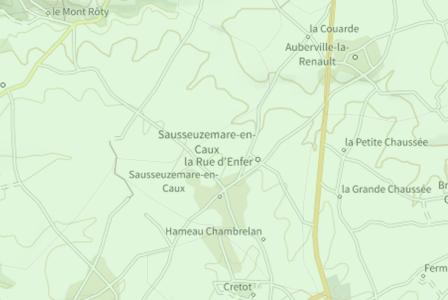 le Mont Rôty
la Couarde
Auberville-la-
Renault
Sausseuzemare-en-
Caux
la Petite Chaussée
la Rue d'Enfer
Sausseuzemare-en-
Caux
la Grande Chaussée
Hameau Chambrelan
Cretot